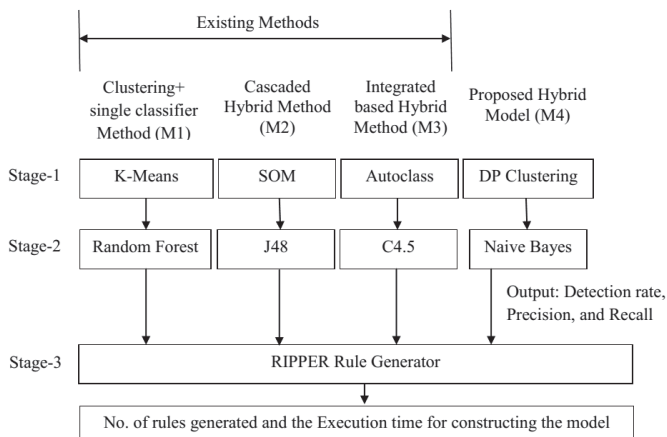 Existing Methods
Clustering+
single classifier
Method (M1)
Cascaded
Hybrid Method
(M2)
Integrated
based Hybrid
Method (M3)
Proposed Hybrid
Model (M4)
Stage-1
K-Means
SOM
Autoclass
DP Clustering
Stage-2
Random Forest
J48
C4.5
Naive Bayes
Output: Detection rate,
Precision, and Recall
Stage-3
RIPPER Rule Generator
No. of rules generated and the Execution time for constructing the model